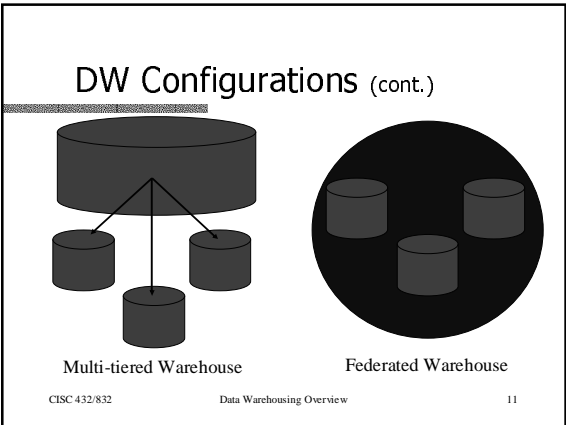 DW Configurations (cont.)
Multi-tiered Warehouse
Federated Warehouse
CISC 432/832
Data Warehousing Overview
11